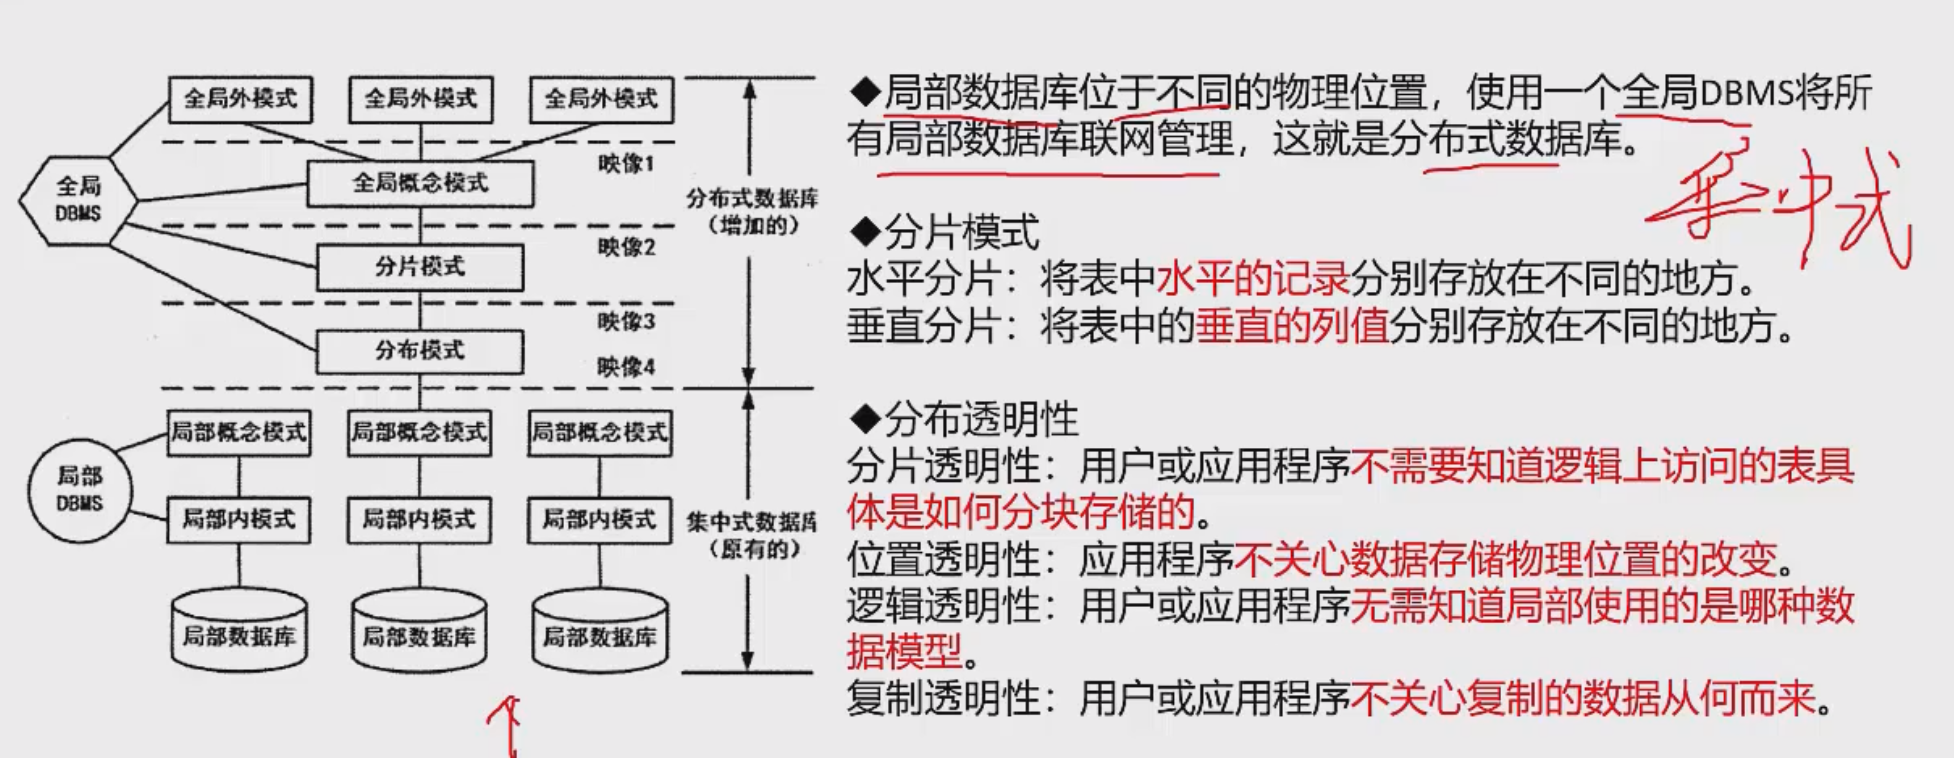 全局外模式 全局外模式 全局外模式
映像1
全局
DBMS
全局概念模式
分布式数据库
（增加的）
映像2
分片模式
映像3
分布模式
映像4
局部概念模式 局部概念模式 局部概念模式
局部
DBMS
局部内模式 局部内模式 局部内模式
集中式数据库
（原有的）
局部数据库 局部数据库 局部数据库
◆局部数据库位于不同的物理位置，使用一个全局DBMS将所
有局部数据库联网管理，这就是分布式数据库。
集中式
◆分片模式
水平分片：将表中水平的记录分别存放在不同的地方。
垂直分片：将表中的垂直的列值分别存放在不同的地方。
◆分布透明性
分片透明性：用户或应用程序不需要知道逻辑上访问的表具
体是如何分块存储的。
位置透明性：应用程序不关心数据存储物理位置的改变。
逻辑透明性：用户或应用程序无需知道局部使用的是哪种数
据模型。
复制透明性：用户或应用程序不关心复制的数据从何而来。